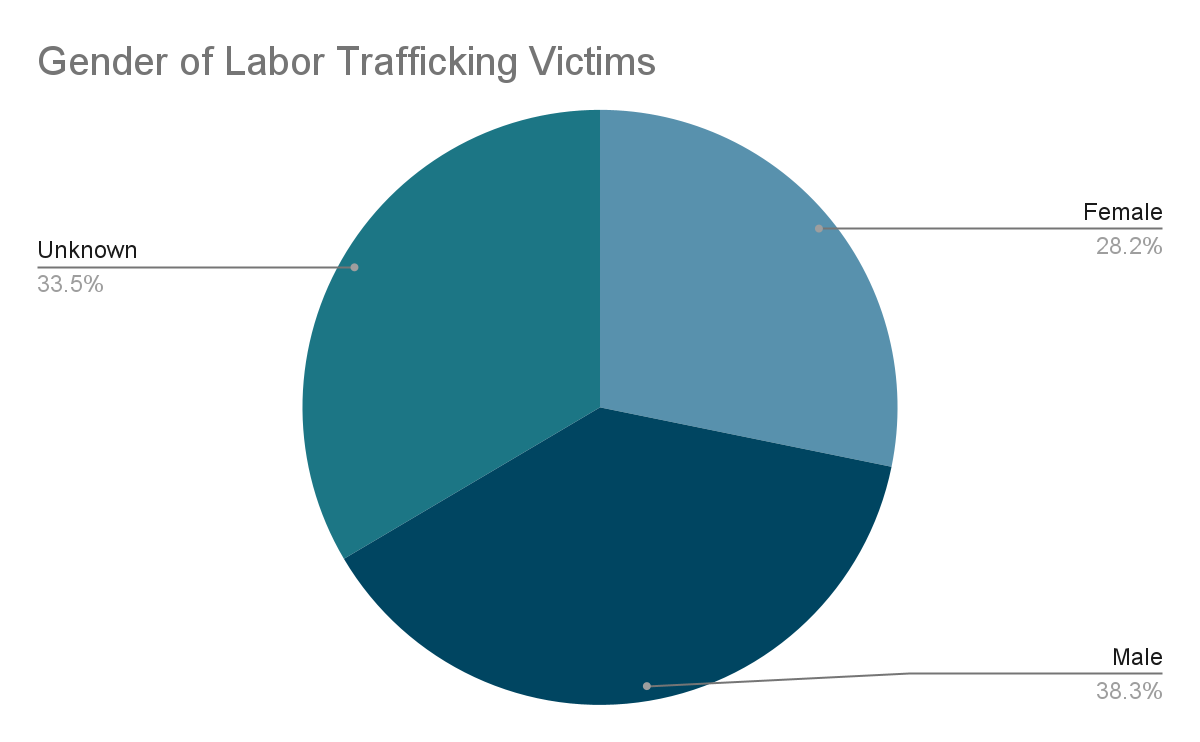 Gender of Labor Trafficking Victims
Female
28.2%
Unknown
33.5%
Male
38.3%